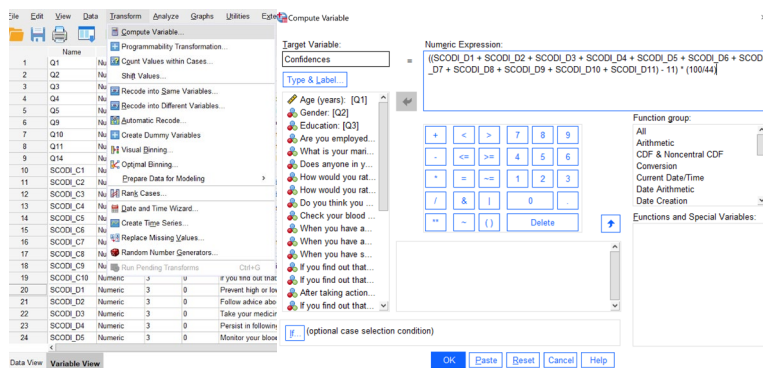 File Edit View Data Transform Analyze Graphs Utilities
Compute Variable...
Programmability Transformation...
Count Values within Cases...
Shift Values...
Recode into Same Variables...
Recode into Different Variables...
Automatic Recode...
Create Dummy Variables
Visual Binning...
Optimal Binning...
Prepare Data for Modeling >
Rank Cases...
Date and Time Wizard...
Create Time Series...
Replace Missing Values...
Random Number Generators...
Run Pending Transforms Ctrl+G
Name
1 Q1
2 Q2
3 Q3
4 Q4
5 Q5
6 Q9
7 Q10
8 Q11
9 Q14
10 SCODI_C1
11 SCODI_C2
12 SCODI_C3
13 SCODI_C4
14 SCODI_C5
15 SCODI_C6
16 SCODI_C7
17 SCODI_C8
18 SCODI_C9
19 SCODI_C10 Numeric 3 0 If you find out that
20 SCODI_D1 Numeric 3 0 Prevent high or lo
21 SCODI_D2 Numeric 3 0 Follow advice abo
22 SCODI_D3 Numeric 3 0 Take your medicin
23 SCODI_D4 Numeric 3 0 Persist in following
24 SCODI_D5 Numeric 3 0 Monitor your blood
Data View Variable View
Compute Variable
Target Variable:
Confidences
=
Type & Label...
Numeric Expression:
((SCODI_D1 + SCODI_D2 + SCODI_D3 + SCODI_D4 + SCODI_D5 + SCODI_D6 + SCOD
_D7 + SCODI_D8 + SCODI_D9 + SCODI_D10 + SCODI_D11) - 11) * (100/44)
Age (years): [Q1]
Gender: [Q2]
Education: [Q3]
Are you employed...
What is your mari...
Does anyone in y...
How would you rat...
How would you rat...
Do you think you ...
Check your blood ...
When you have a...
When you have a...
When you have s...
If you find out that...
If you find out that...
After taking action...
If you find out that...
+ < > 7 8 9
- <= >= 4 5 6
* = ~= 1 2 3
/ & | 0 .
** ~ ( ) Delete
Function group:
All
Arithmetic
CDF & Noncentral CDF
Conversion
Current Date/Time
Date Arithmetic
Date Creation
Functions and Special Variables:
If... (optional case selection condition)
OK Paste Reset Cancel Help